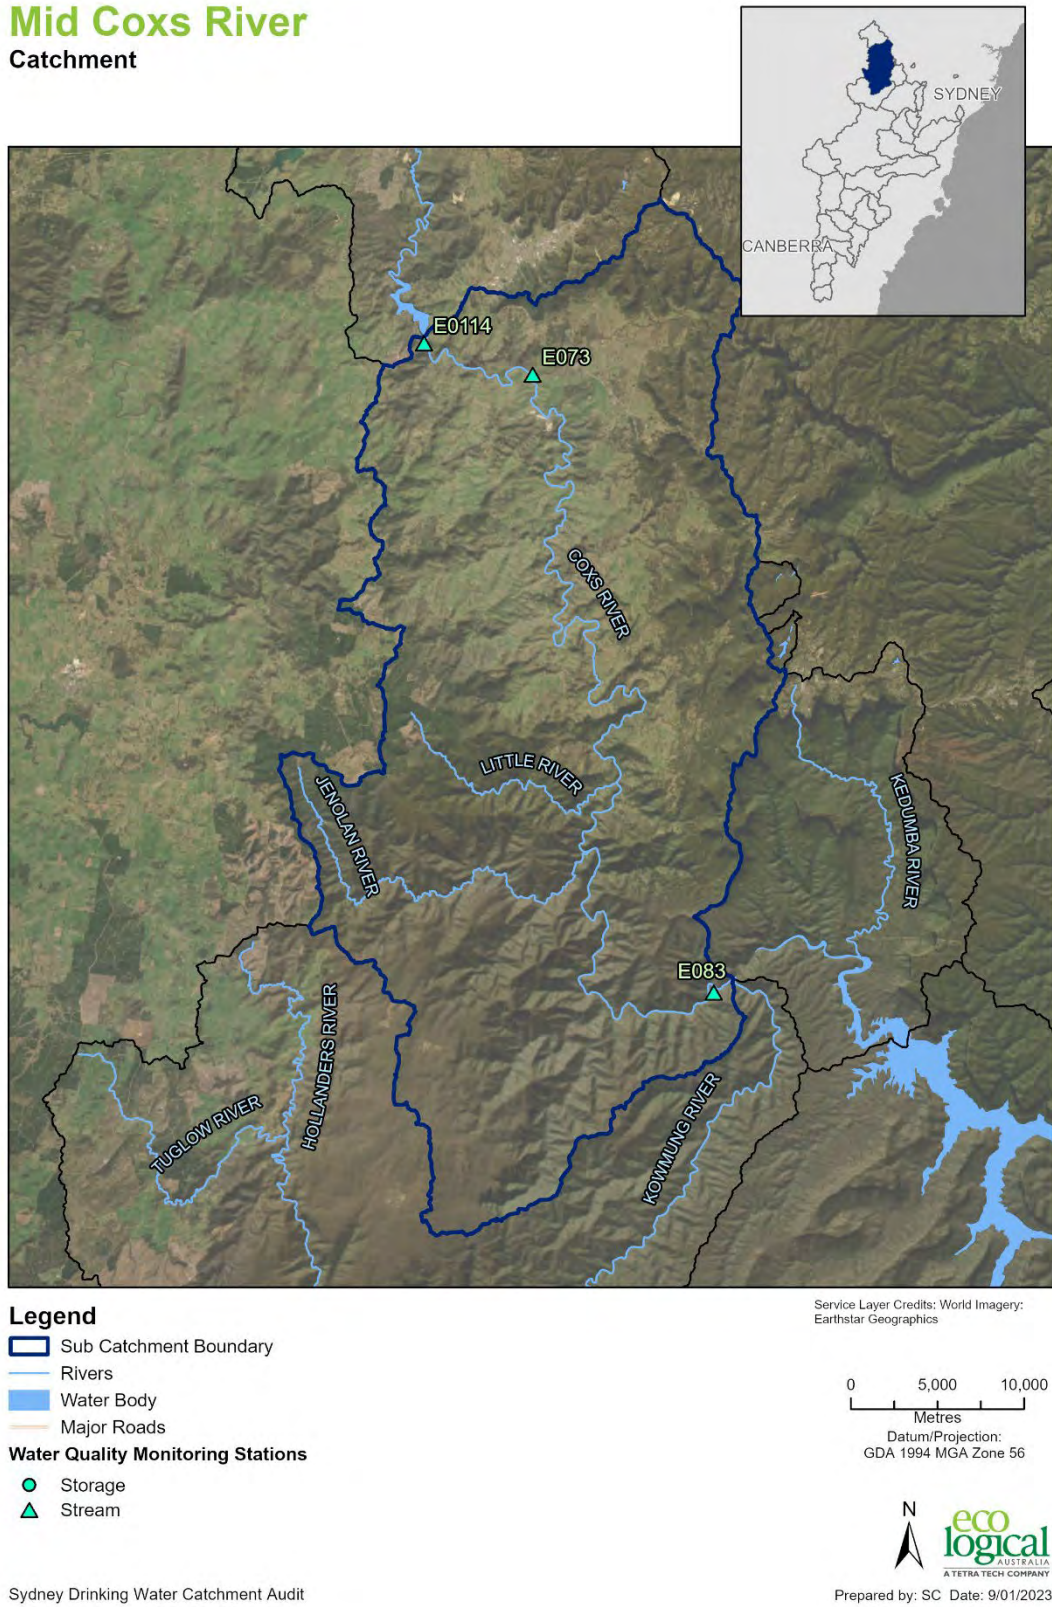 Mid Coxs River
Catchment
SYDNEY
CANBERRA
E0114
E073
COXS RIVER
LITTLE RIVER
JENOLAN RIVER
KEDUMBA RIVER
E083
HOLLANDERS RIVER
TUGLOW RIVER
KOWMUNG RIVER
Legend
Sub Catchment Boundary
Rivers
Water Body
Major Roads
Water Quality Monitoring Stations
Storage
Stream
Service Layer Credits: World Imagery:
Earthstar Geographics
0 5,000 10,000
Metres
Datum/Projection:
GDA 1994 MGA Zone 56
N
eco
logical
AUSTRALIA
A TETRA TECH COMPANY
Sydney Drinking Water Catchment Audit
Prepared by: SC Date: 9/01/2023